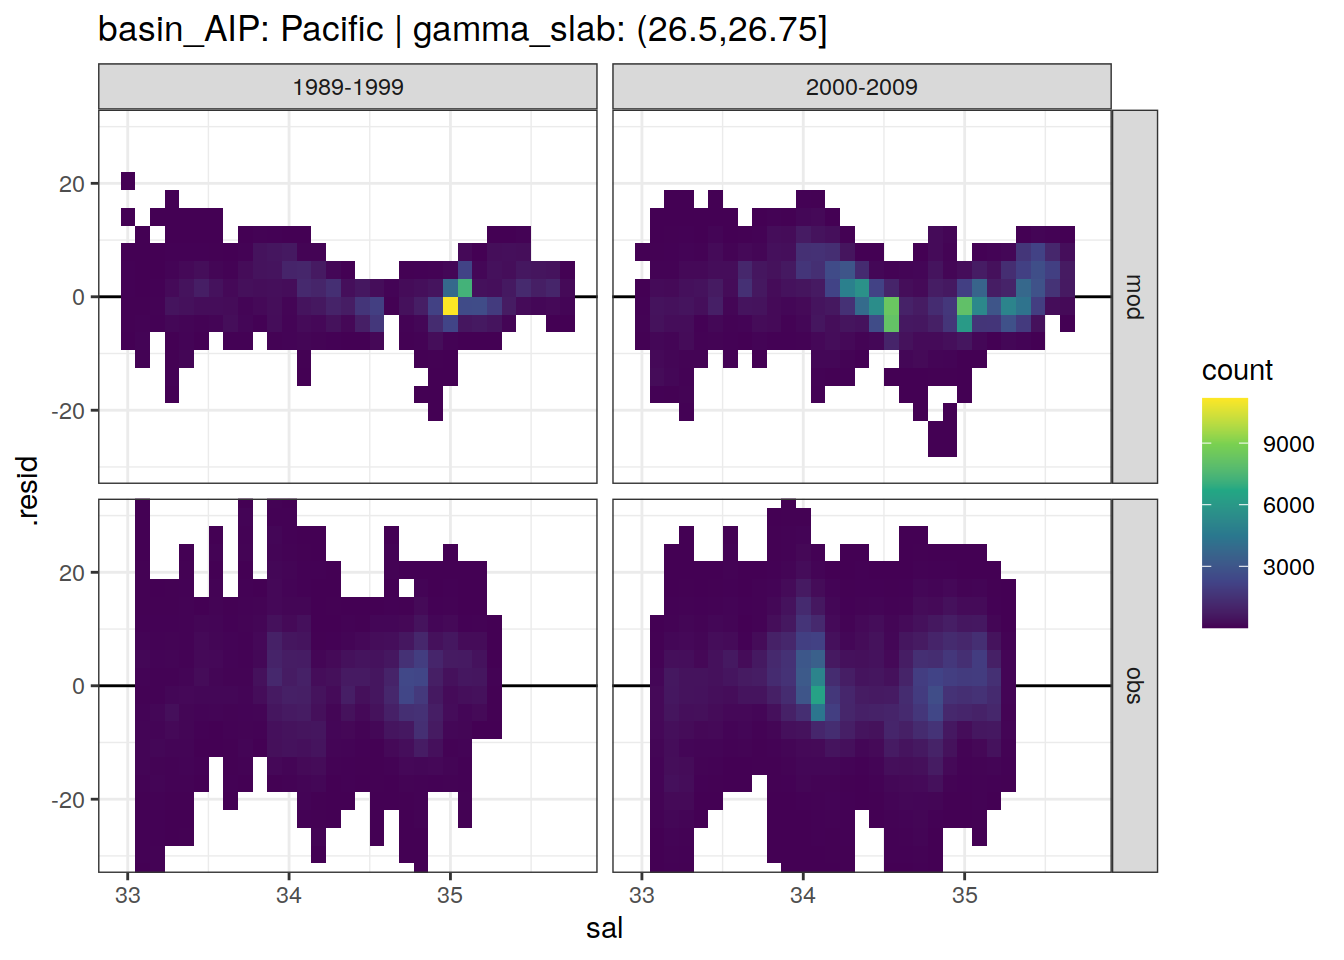 basin_AIP: Pacific | gamma_slab: (26.5,26.75]
1989-1999
2000-2009
20
0
-20
mod
20
0
-20
obs
.resid
33
34
35
33
34
35
sal
count
9000
6000
3000